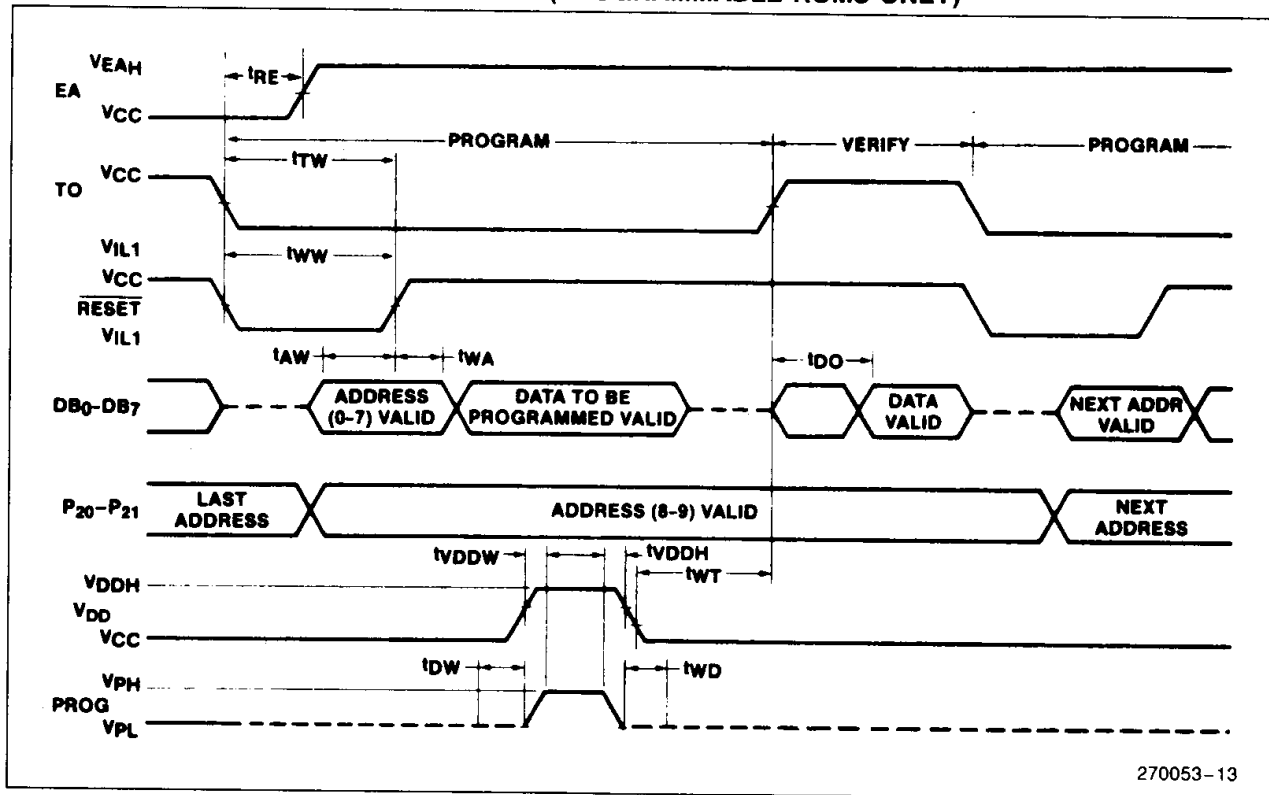 VEAH
EA
VCC
tRE
PROGRAM
VERIFY
PROGRAM
tTW
VCC
TO
VIL1
tWW
VCC
RESET
VIL1
tAW
tWA
tDO
DB0-DB7
ADDRESS
(0-7) VALID
DATA TO BE
PROGRAMMED VALID
DATA
VALID
NEXT ADDR
VALID
P20-P21
LAST
ADDRESS
ADDRESS (8-9) VALID
NEXT
ADDRESS
tVDDW
tVDDH
tWT
VDDH
VDD
VCC
tDW
tWD
VPH
PROG
VPL
270053-13